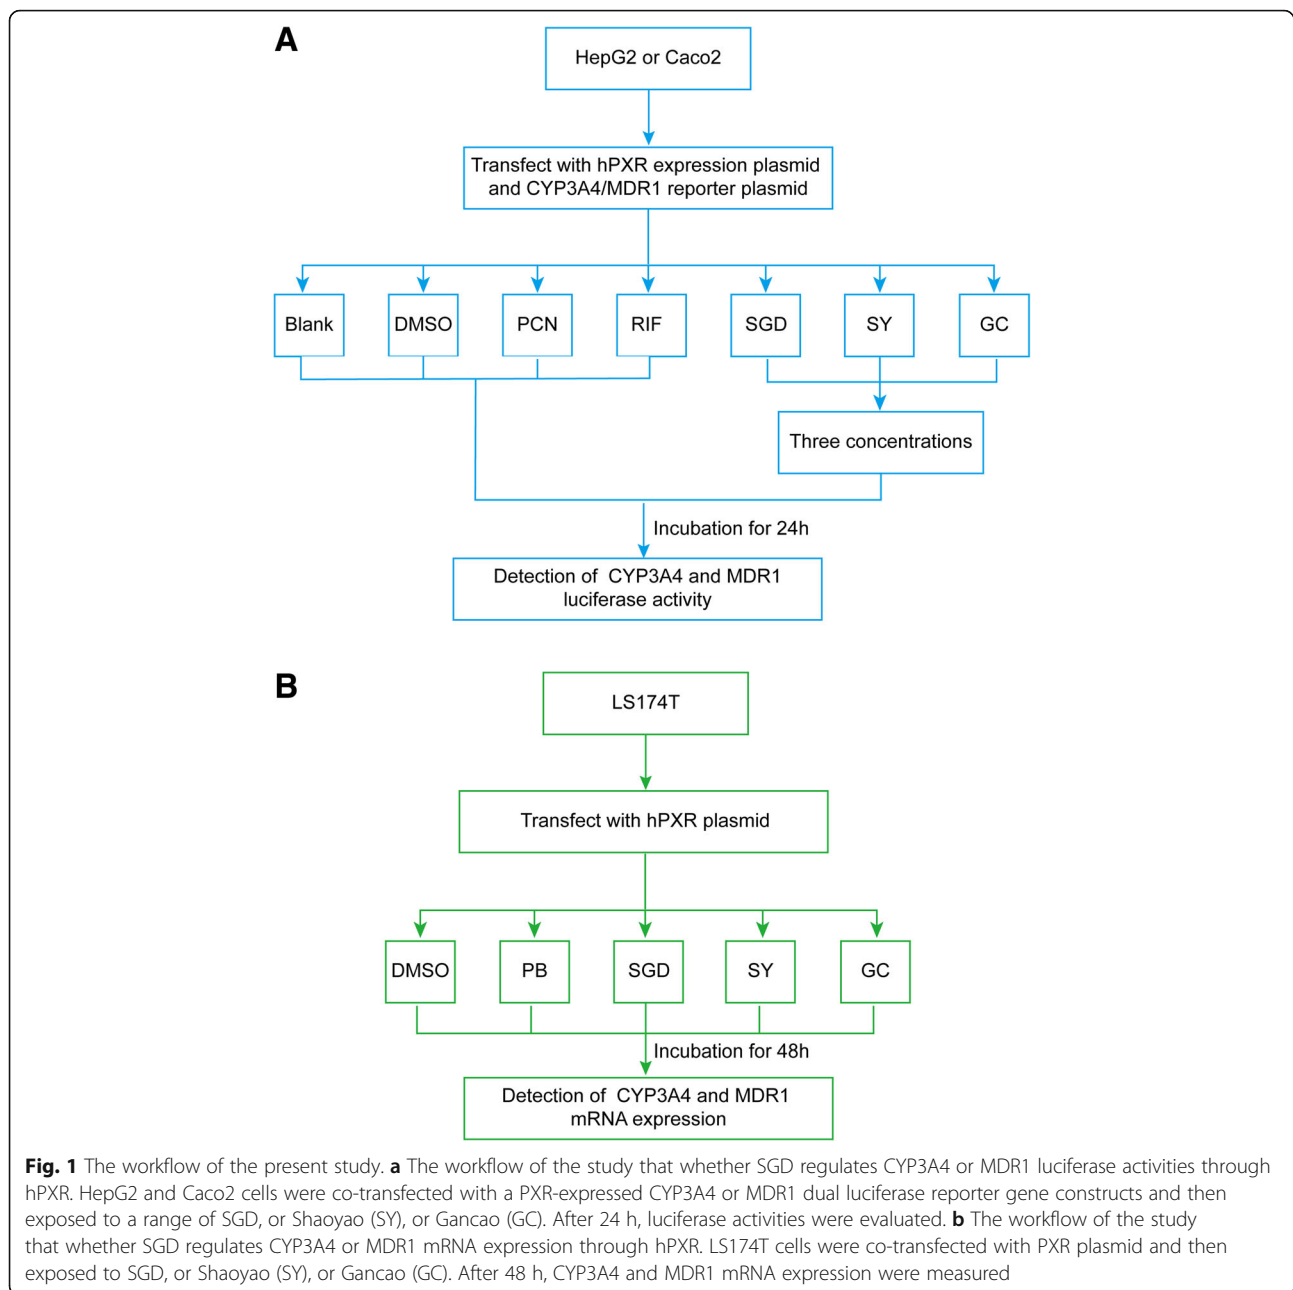 A
HepG2 or Caco2
Transfect with hPXR expression plasmid
and CYP3A4/MDR1 reporter plasmid
Blank DMSO PCN RIF SGD SY GC
Three concentrations
Incubation for 24h
Detection of CYP3A4 and MDR1
luciferase activity
B
LS174T
Transfect with hPXR plasmid
DMSO PB SGD SY GC
Incubation for 48h
Detection of CYP3A4 and MDR1
mRNA expression
Fig. 1 The workflow of the present study. a The workflow of the study that whether SGD regulates CYP3A4 or MDR1 luciferase activities through
hPXR. HepG2 and Caco2 cells were co-transfected with a PXR-expressed CYP3A4 or MDR1 dual luciferase reporter gene constructs and then
exposed to a range of SGD, or Shaoyao (SY), or Gancao (GC). After 24 h, luciferase activities were evaluated. b The workflow of the study
that whether SGD regulates CYP3A4 or MDR1 mRNA expression through hPXR. LS174T cells were co-transfected with PXR plasmid and then
exposed to SGD, or Shaoyao (SY), or Gancao (GC). After 48 h, CYP3A4 and MDR1 mRNA expression were measured